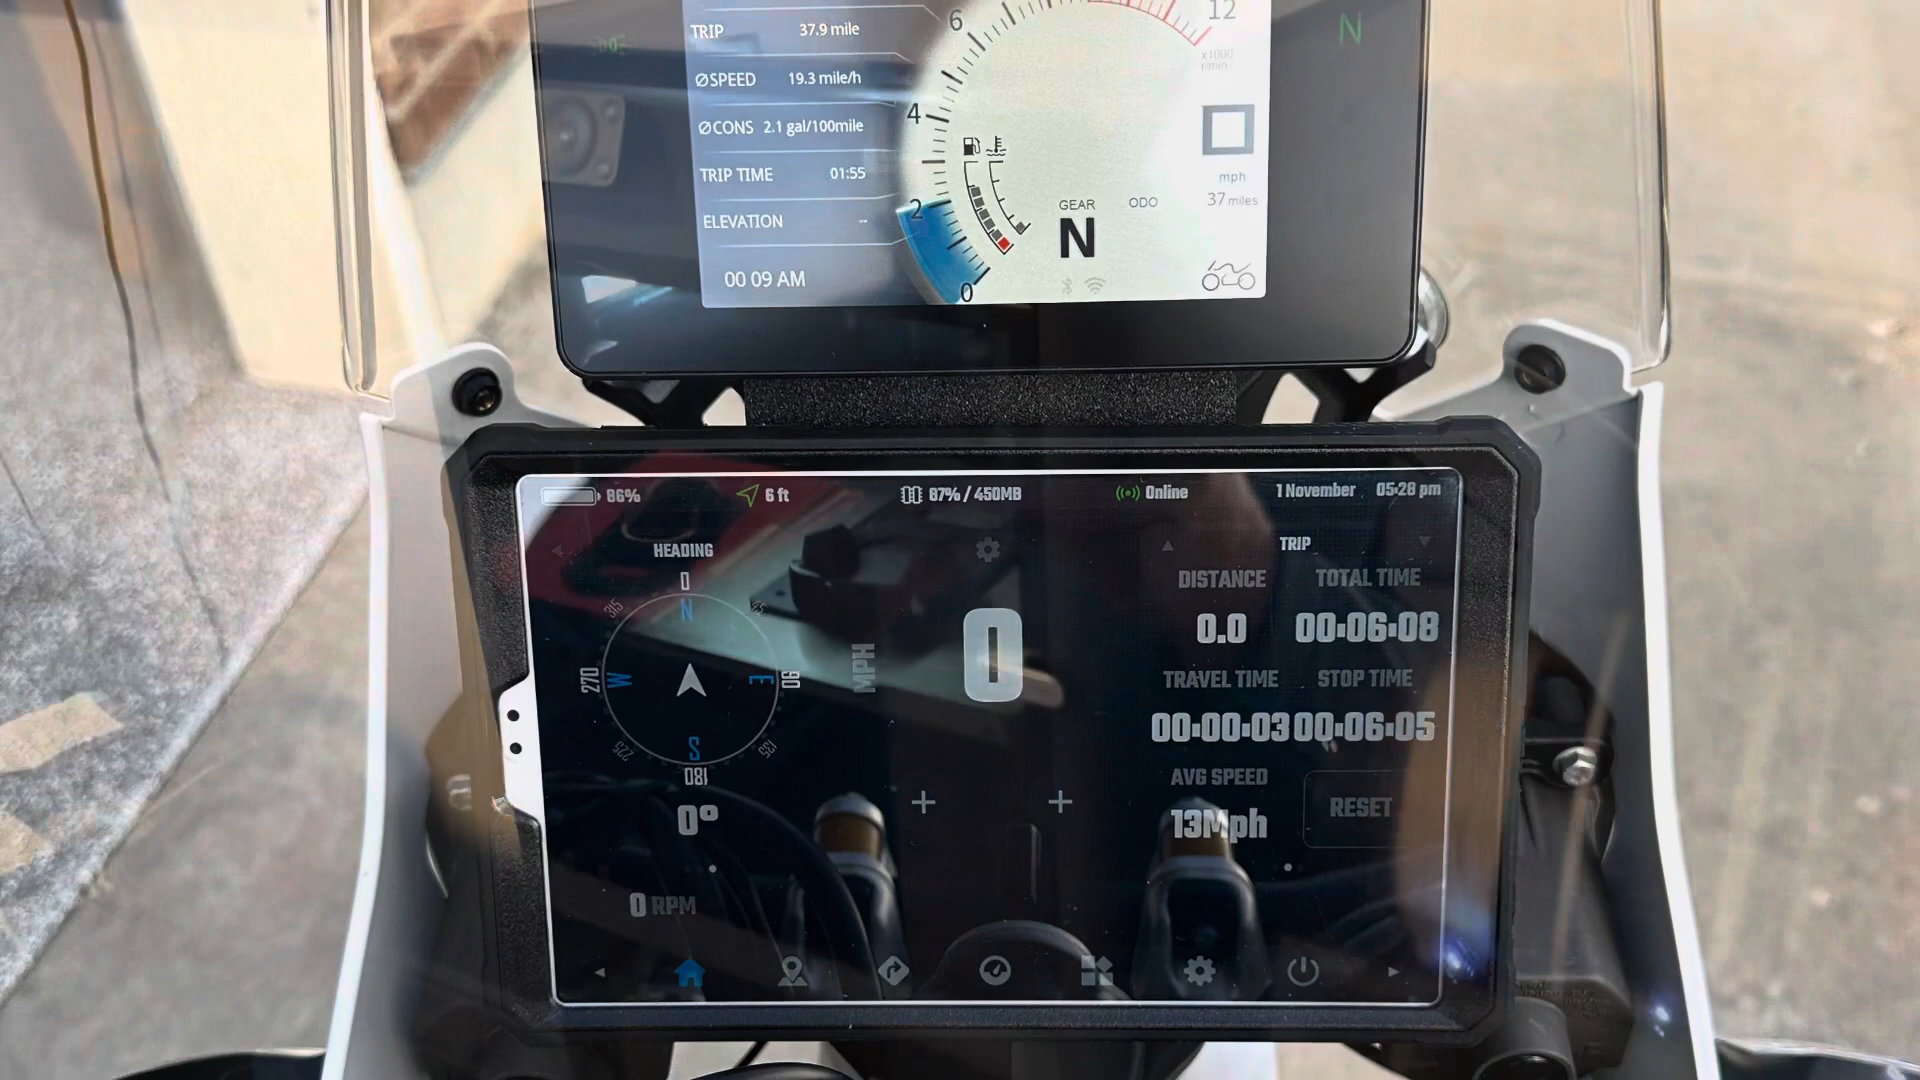 TRIP 37.9 mile
ØSPEED 19.3 mile/h
ØCONS 2.1 gal/100mile
TRIP TIME 01:55
ELEVATION --
00 09 AM
0
2
4
6
12
x1000
r/min
N
mph
37 miles
GEAR
N
ODO
86%
6 ft
87% / 450MB
Online
1 November 05:28 pm
HEADING
0
N
315
45
270
W
E
90
225
S
135
180
0°
0 RPM
MPH
0
TRIP
DISTANCE TOTAL TIME
0.0 00:06:08
TRAVEL TIME STOP TIME
00:00:03 00:06:05
AVG SPEED
13Mph
RESET